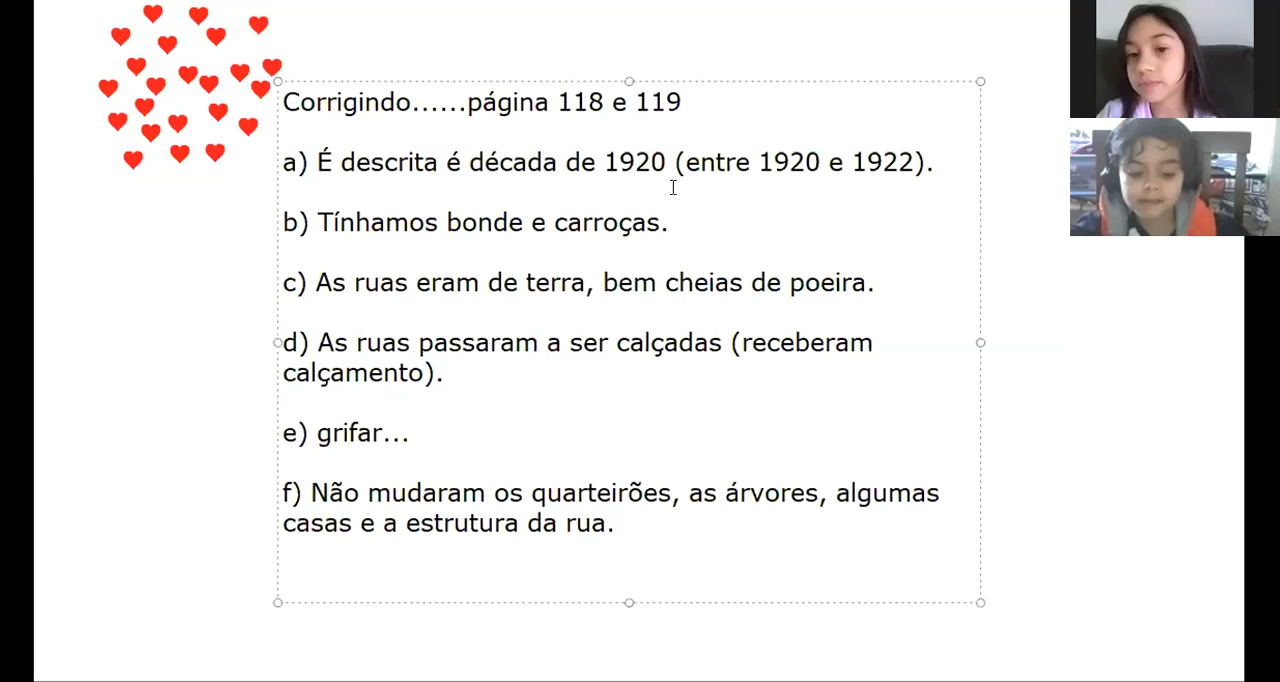 Corrigindo......página 118 e 119
a) É descrita é década de 1920 (entre 1920 e 1922).
b) Tínhamos bonde e carroças.
c) As ruas eram de terra, bem cheias de poeira.
d) As ruas passaram a ser calçadas (receberam
calçamento).
e) grifar...
f) Não mudaram os quarteirões, as árvores, algumas
casas e a estrutura da rua.